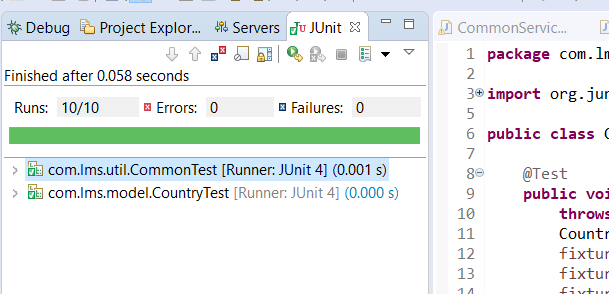 Debug Project Explor... Servers JUnit
Finished after 0.058 seconds
Runs: 10/10 Errors: 0 Failures: 0
com.lms.util.CommonTest [Runner: JUnit 4] (0.001 s)
com.lms.model.CountryTest [Runner: JUnit 4] (0.000 s)
CommonServic...
1 package com.lm
2
3 import org.jun
5
6 public class C
7
8 @Test
9 public voi
10 throws
11 Countr
12 fixtur
13 fixtur
14 fixtur